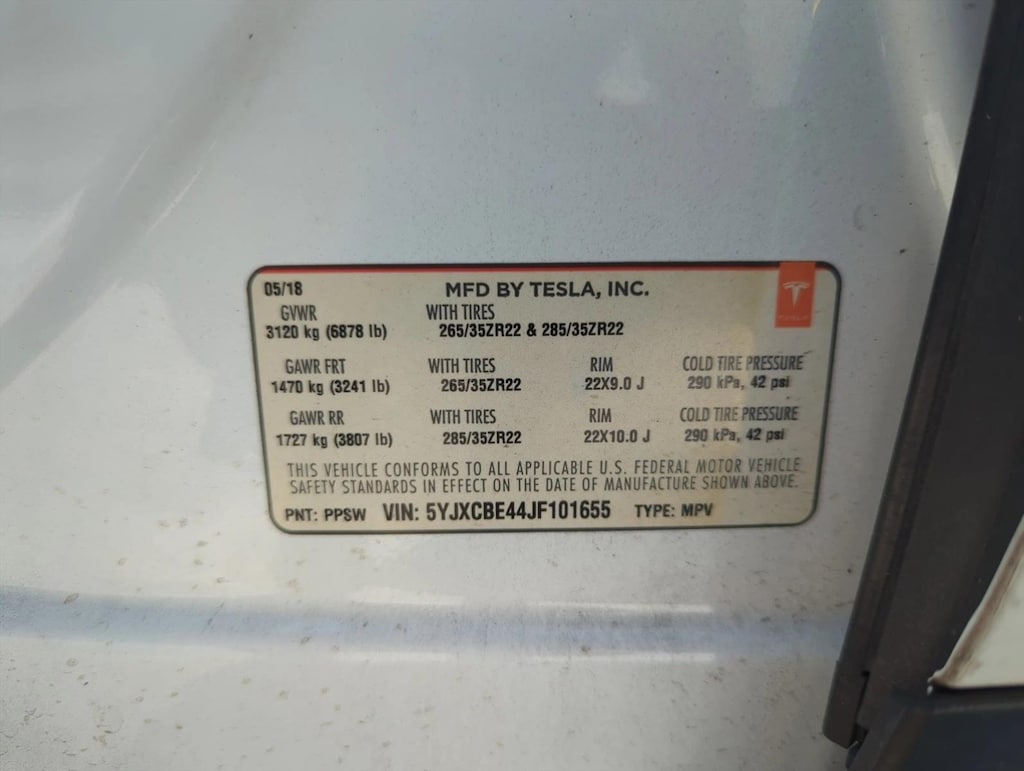 05/18 MFD BY TESLA, INC.
GVWR WITH TIRES
3120 kg (6878 lb) 265/35ZR22 & 285/35ZR22
TESLA
GAWR FRT WITH TIRES RIM COLD TIRE PRESSURE
1470 kg (3241 lb) 265/35ZR22 22X9.0 J 290 kPa, 42 psi
GAWR RR WITH TIRES RIM COLD TIRE PRESSURE
1727 kg (3807 lb) 285/35ZR22 22X10.0 J 290 kPa, 42 psi
THIS VEHICLE CONFORMS TO ALL APPLICABLE U.S. FEDERAL MOTOR VEHICLE
SAFETY STANDARDS IN EFFECT ON THE DATE OF MANUFACTURE SHOWN ABOVE.
PNT: PPSW VIN: 5YJXCBE44JF101655 TYPE: MPV